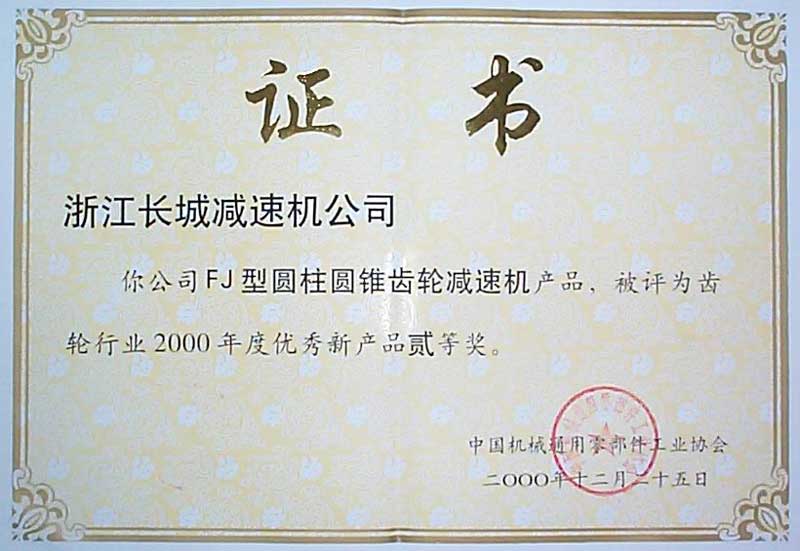 证书
浙江长城减速机公司
你公司FJ型圆柱圆锥齿轮减速机产品，被评为齿
轮行业2000年度优秀新产品贰等奖。
中国机械通用零部件工业协会
二〇〇〇年十二月二十五日